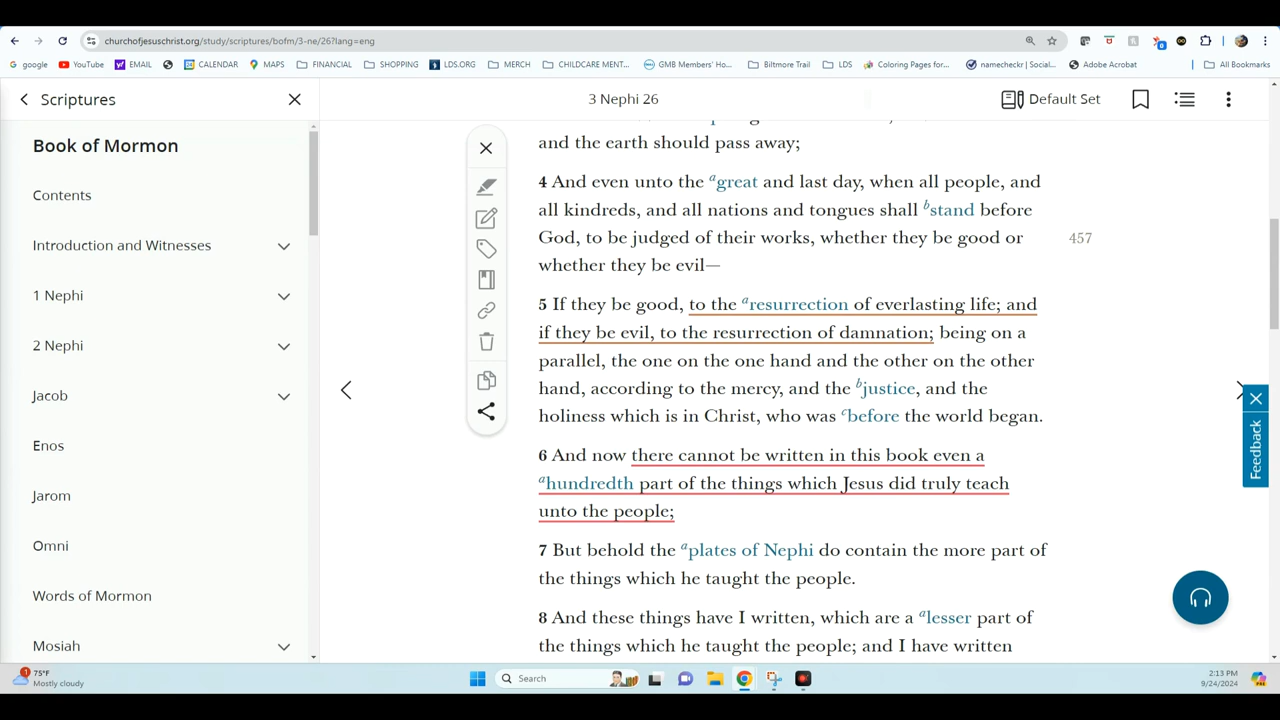 churchofjesuschrist.org/study/scriptures/bofm/3-ne/26?lang=eng
google YouTube EMAIL CALENDAR MAPS FINANCIAL SHOPPING LDS.ORG MERCH CHILDCARE MENT... GMB Members' Ho... Biltmore Trail LDS Coloring Pages for... namecheckr | Social... Adobe Acrobat All Bookmarks
Scriptures
3 Nephi 26
Default Set
Book of Mormon
Contents
Introduction and Witnesses
1 Nephi
2 Nephi
Jacob
Enos
Jarom
Omni
Words of Mormon
Mosiah
and the earth should pass away;
4 And even unto the a great and last day, when all people, and
all kindreds, and all nations and tongues shall b stand before
God, to be judged of their works, whether they be good or
457
whether they be evil—
5 If they be good, to the a resurrection of everlasting life; and
if they be evil, to the resurrection of damnation; being on a
parallel, the one on the one hand and the other on the other
hand, according to the mercy, and the b justice, and the
holiness which is in Christ, who was c before the world began.
6 And now there cannot be written in this book even a
a hundredth part of the things which Jesus did truly teach
unto the people;
7 But behold the a plates of Nephi do contain the more part of
the things which he taught the people.
8 And these things have I written, which are a a lesser part of
the things which he taught the people; and I have written
Feedback
1
75°F
Mostly cloudy
Search
2:13 PM
9/24/2024